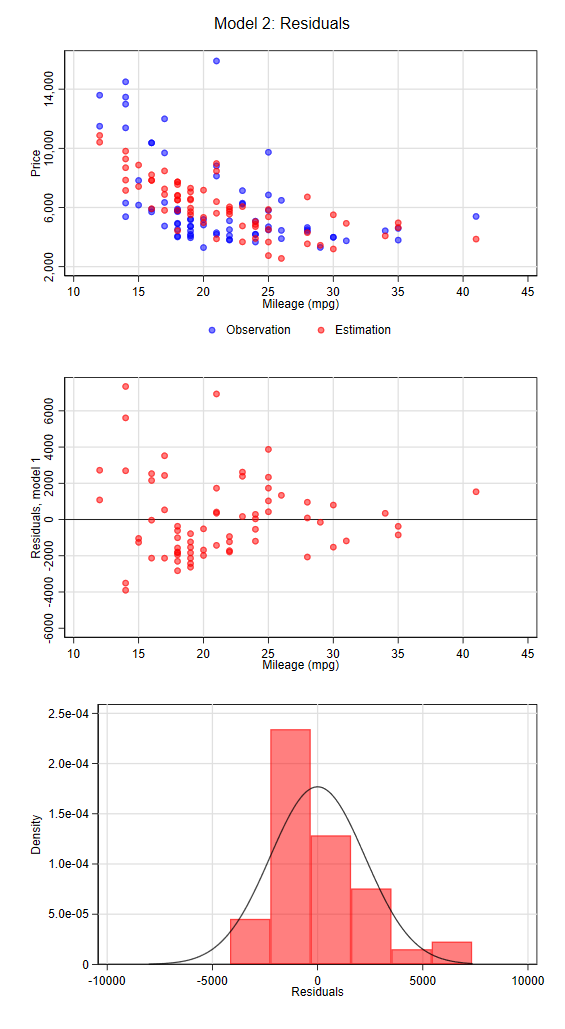 Model 2: Residuals
Price
14,000
10,000
6,000
2,000
10 15 20 25 30 35 40 45
Mileage (mpg)
Observation Estimation
Residuals, model 1
6000
4000
2000
0
-2000
-4000
-6000
10 15 20 25 30 35 40 45
Mileage (mpg)
Density
2.5e-04
2.0e-04
1.5e-04
1.0e-04
5.0e-05
0
-10000 -5000 0 5000 10000
Residuals